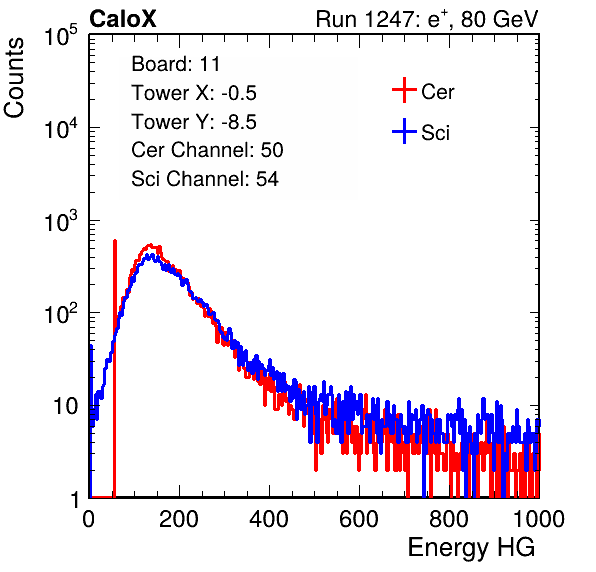 CaloX Run 1247: e⁺, 80 GeV
Counts
Board: 11
Tower X: -0.5
Tower Y: -8.5
Cer Channel: 50
Sci Channel: 54
Cer
Sci
10⁵
10⁴
10³
10²
10
1
0 200 400 600 800 1000
Energy HG